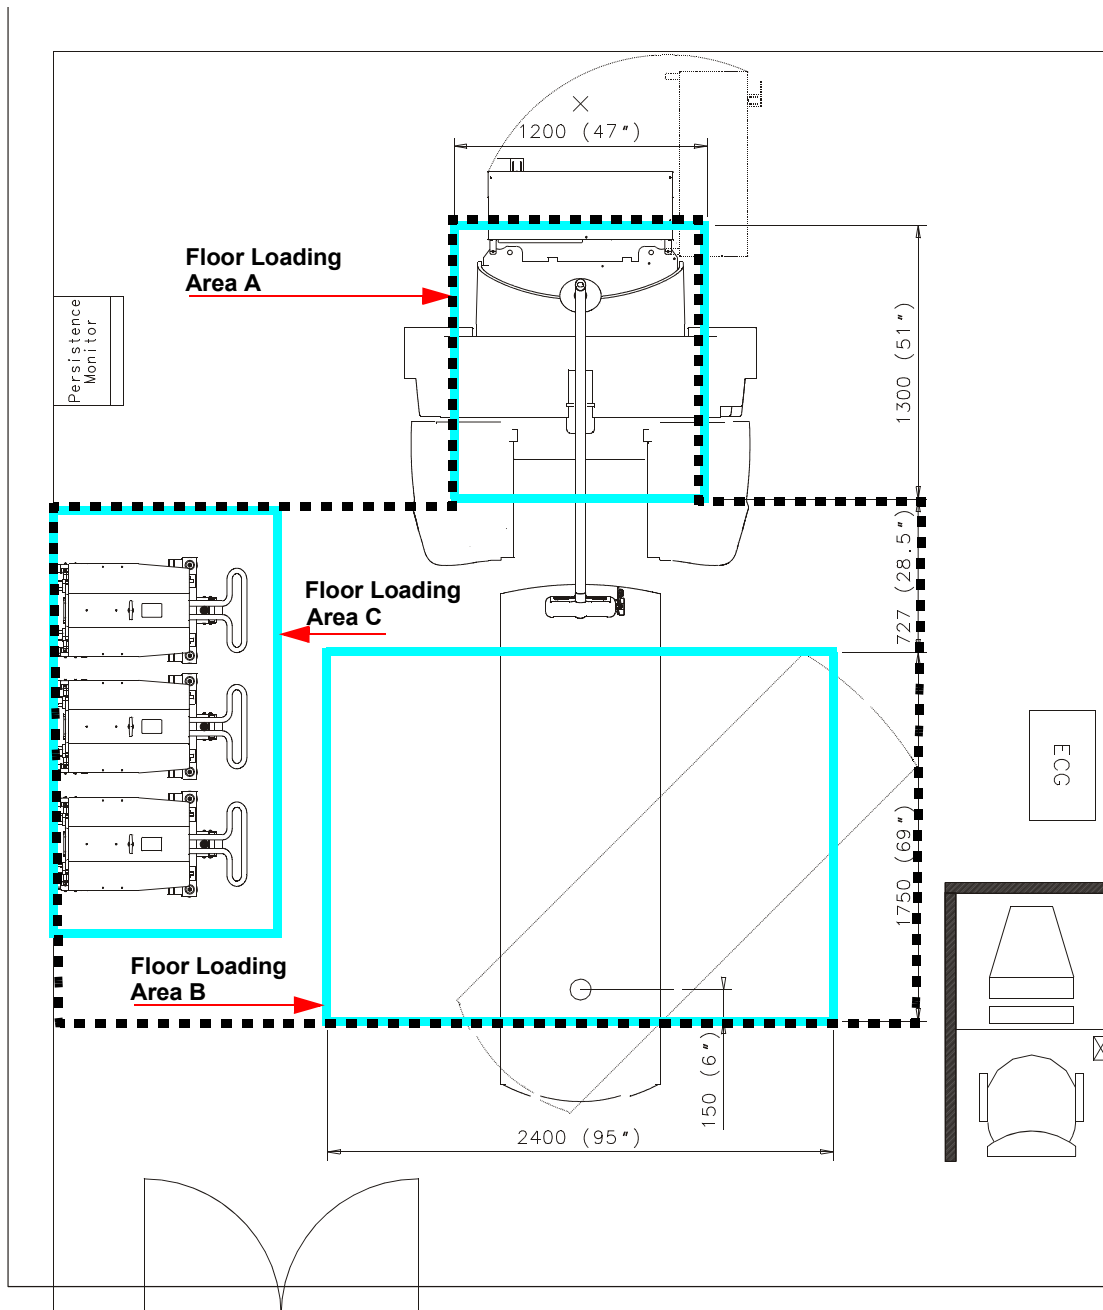 1200 (47")
Floor Loading
Area A
Persistence
Monitor
1300 (51")
727 (28.5")
Floor Loading
Area C
ECG
1750 (69")
Floor Loading
Area B
150 (6")
2400 (95")